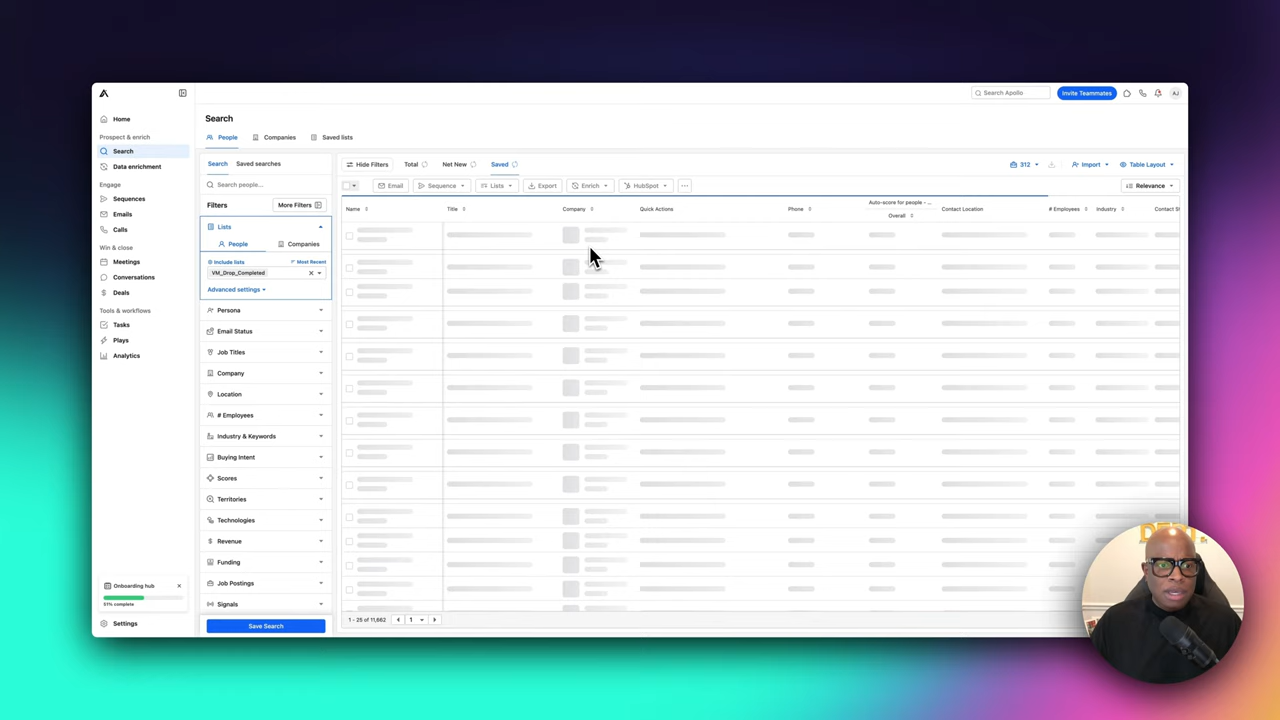 Search Apollo
Invite Teammates
AJ
Home
Prospect & enrich
Search
Data enrichment
Engage
Sequences
Emails
Calls
Win & close
Meetings
Conversations
Deals
Tools & workflows
Tasks
Plays
Analytics
Onboarding hub
51% complete
Settings
Search
People
Companies
Saved lists
Search
Saved searches
Search people...
Filters
More Filters
Lists
People
Companies
Include lists
Most Recent
VM_Drop_Completed
Advanced settings
Persona
Email Status
Job Titles
Company
Location
# Employees
Industry & Keywords
Buying Intent
Scores
Territories
Technologies
Revenue
Funding
Job Postings
Signals
Save Search
Hide Filters
Total
Net New
Saved
312
Import
Table Layout
Email
Sequence
Lists
Export
Enrich
HubSpot
Relevance
Name
Title
Company
Quick Actions
Phone
Auto-score for people - ...
Overall
Contact Location
# Employees
Industry
Contact St
1 - 25 of 11,662
1